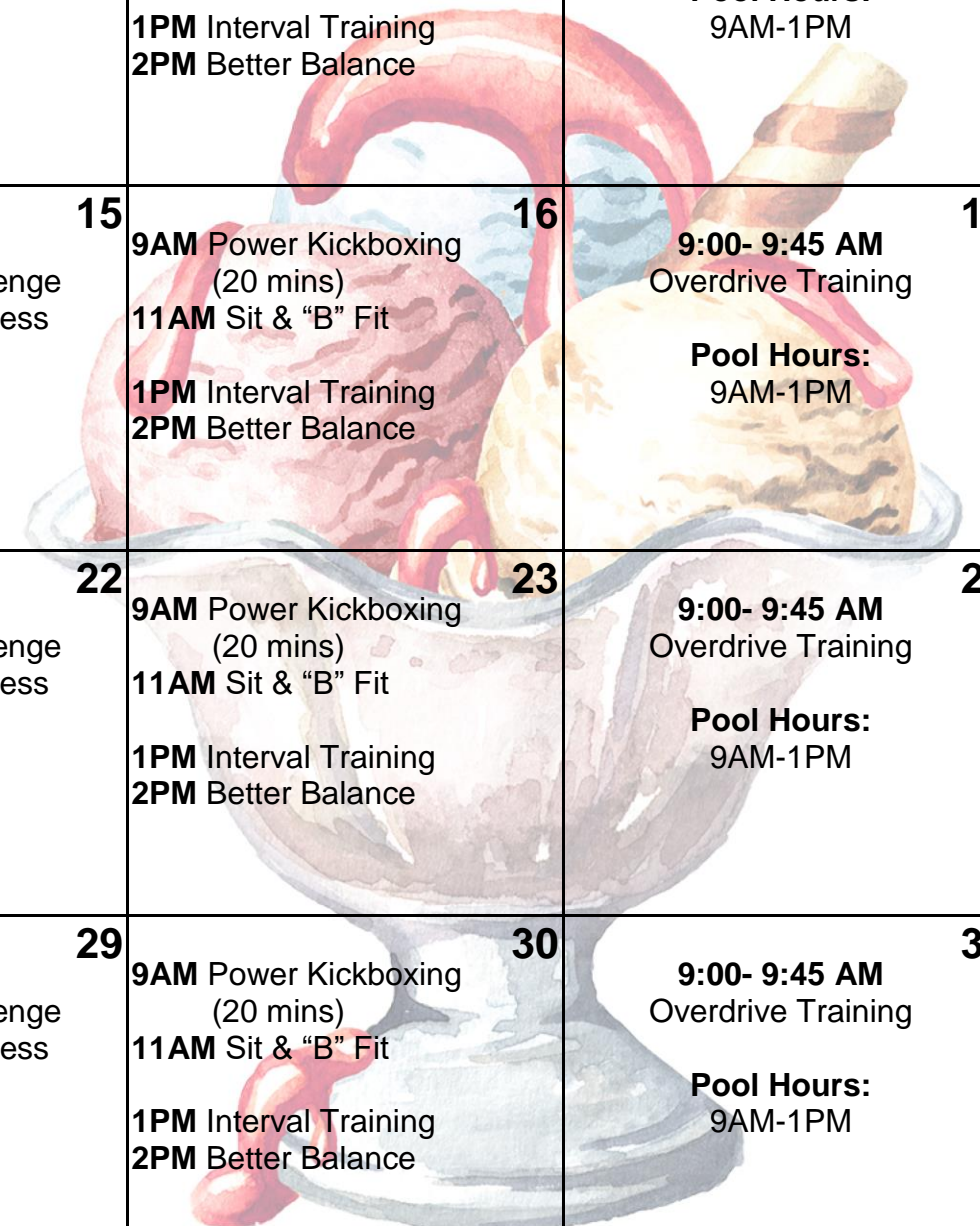 Pool Hours:
1PM Interval Training
9AM-1PM
2PM Better Balance
15
16
9AM Power Kickboxing
(20 mins)
11AM Sit & “B” Fit
1PM Interval Training
2PM Better Balance
9:00- 9:45 AM
Overdrive Training
Pool Hours:
9AM-1PM
22
23
9AM Power Kickboxing
(20 mins)
11AM Sit & “B” Fit
1PM Interval Training
2PM Better Balance
9:00- 9:45 AM
Overdrive Training
Pool Hours:
9AM-1PM
29
30
9AM Power Kickboxing
(20 mins)
11AM Sit & “B” Fit
1PM Interval Training
2PM Better Balance
9:00- 9:45 AM
Overdrive Training
Pool Hours:
9AM-1PM